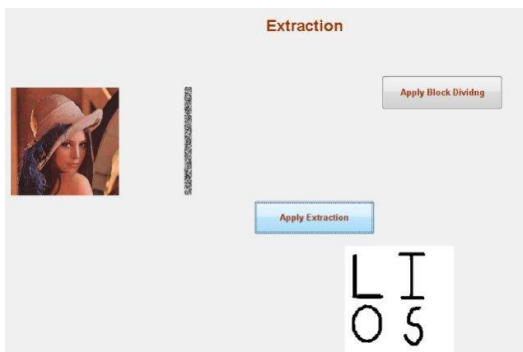 Extraction
Apply Block Dividng
Apply Extraction
L I
O S